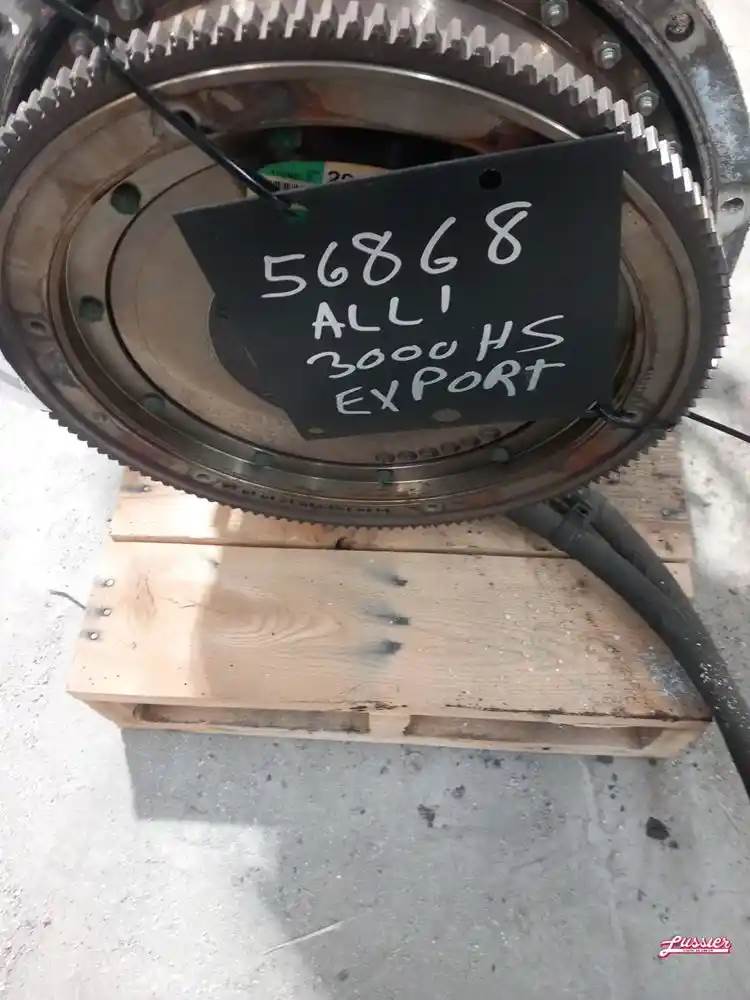 56868
ALLI
3000 HS
EXPORT
Lussier